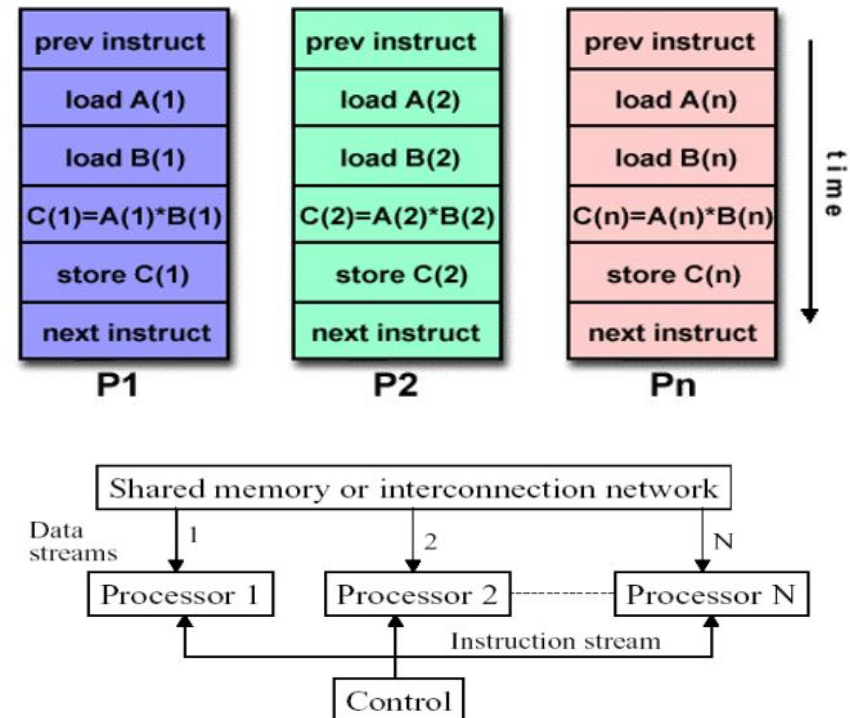 prev instruct
load A(1)
load B(1)
C(1)=A(1)*B(1)
store C(1)
next instruct
P1
prev instruct
load A(2)
load B(2)
C(2)=A(2)*B(2)
store C(2)
next instruct
P2
prev instruct
load A(n)
load B(n)
C(n)=A(n)*B(n)
store C(n)
next instruct
Pn
time
Shared memory or interconnection network
Data
streams
1
2
N
Processor 1
Processor 2
Processor N
Instruction stream
Control